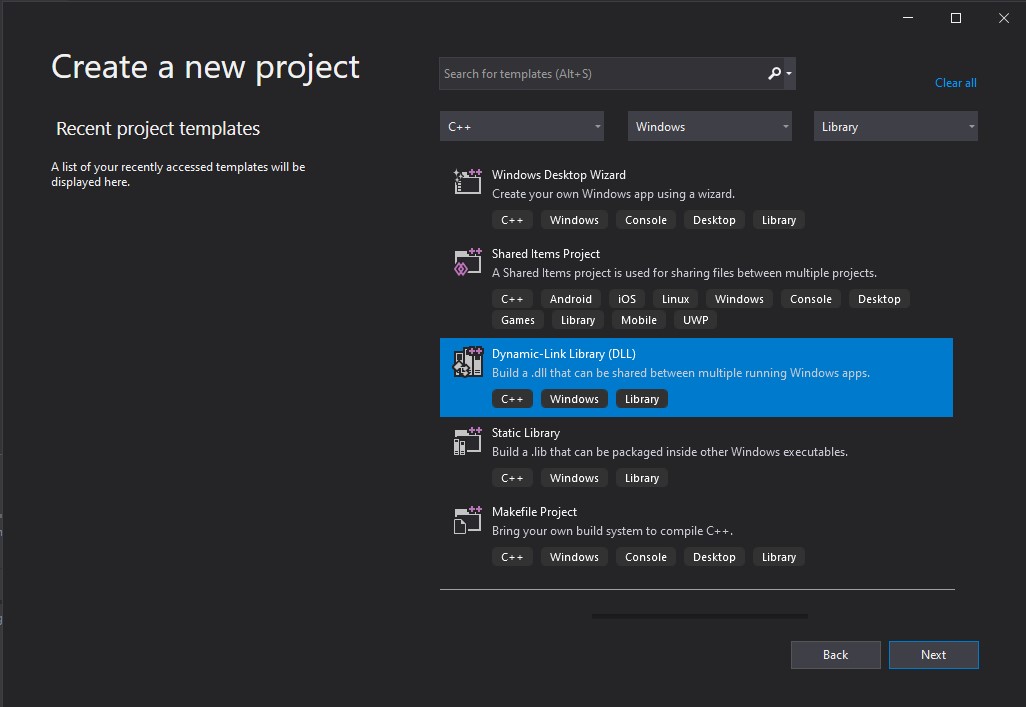 Create a new project
Search for templates (Alt+S)
Clear all
Recent project templates
C++ Windows Library
A list of your recently accessed templates will be
displayed here.
Windows Desktop Wizard
Create your own Windows app using a wizard.
C++ Windows Console Desktop Library
Shared Items Project
A Shared Items project is used for sharing files between multiple projects.
C++ Android iOS Linux Windows Console Desktop
Games Library Mobile UWP
Dynamic-Link Library (DLL)
Build a .dll that can be shared between multiple running Windows apps.
C++ Windows Library
Static Library
Build a .lib that can be packaged inside other Windows executables.
C++ Windows Library
Makefile Project
Bring your own build system to compile C++.
C++ Windows Console Desktop Library
Back Next